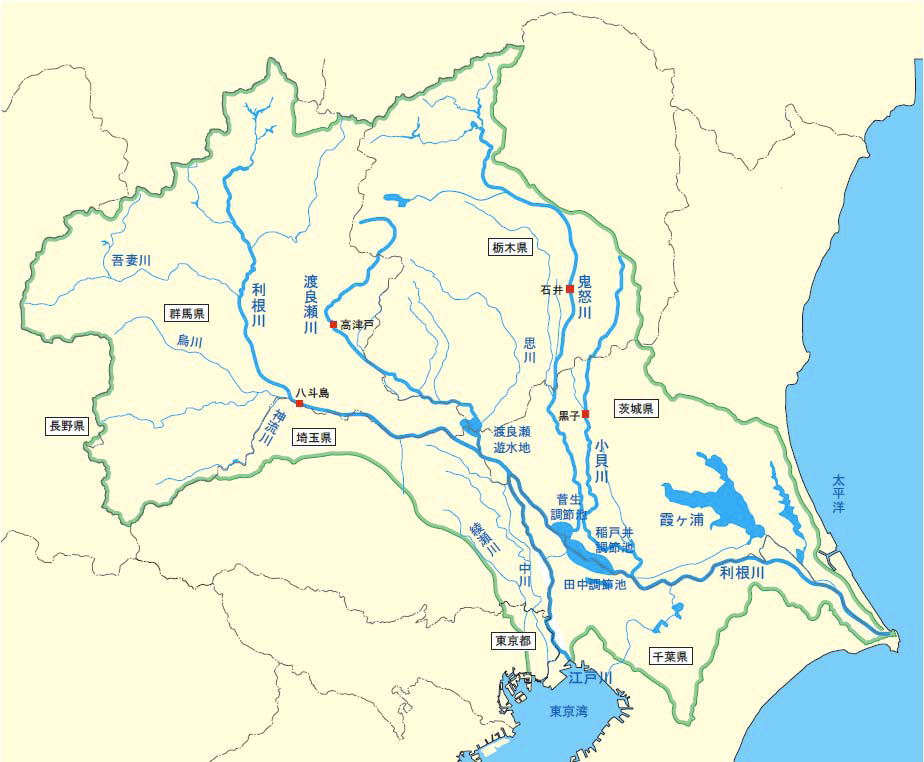 栃木県
吾妻川
鬼怒川
石井
利根川
渡良瀬川
群馬県
高津戸
烏川
思川
八斗島
茨城県
黒子
長野県
神流川
埼玉県
渡良瀬
遊水地
小貝川
太平洋
菅生
調節池
霞ヶ浦
綾瀬川
稲戸井
調節池
中川
田中調節池
利根川
東京都
千葉県
江戸川
東京湾